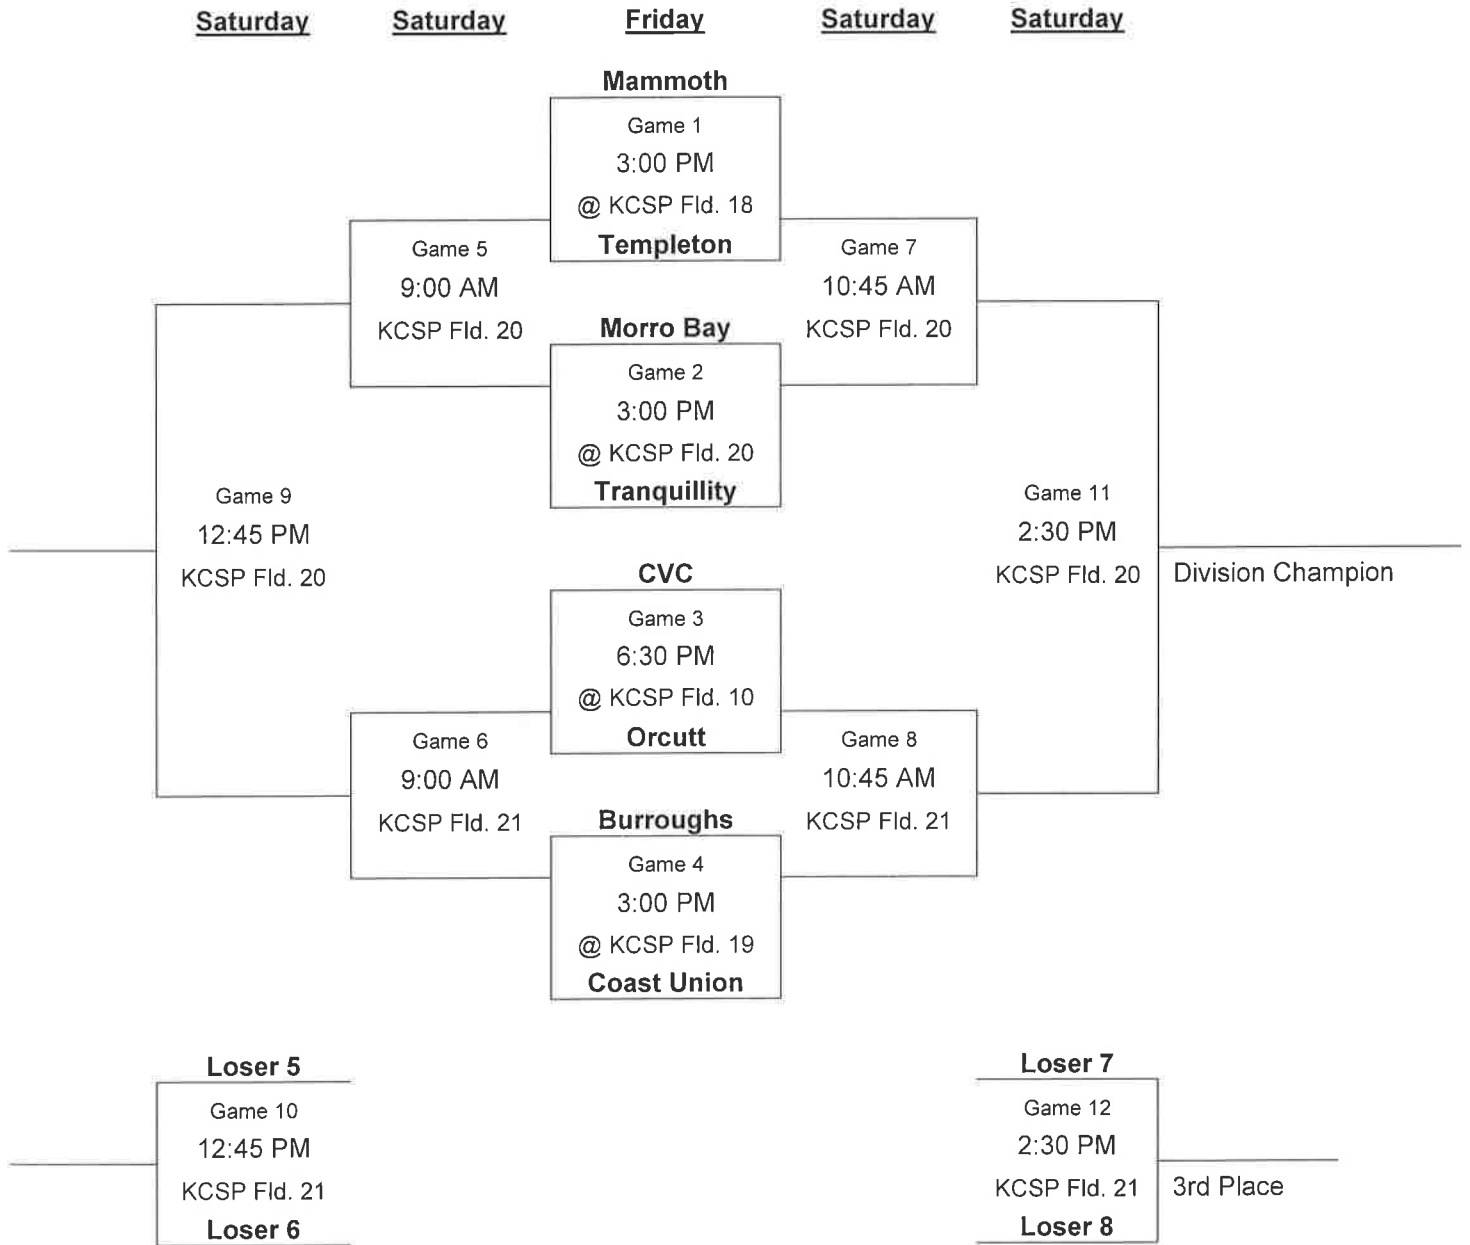 Saturday Saturday Friday Saturday Saturday
Mammoth
Game 1
3:00 PM
@ KCSP Fld. 18
Templeton
Game 5
9:00 AM
KCSP Fld. 20
Game 7
10:45 AM
KCSP Fld. 20
Morro Bay
Game 2
3:00 PM
@ KCSP Fld. 20
Tranquillity
Game 9
12:45 PM
KCSP Fld. 20
Game 11
2:30 PM
KCSP Fld. 20
Division Champion
CVC
Game 3
6:30 PM
@ KCSP Fld. 10
Orcutt
Game 6
9:00 AM
KCSP Fld. 21
Game 8
10:45 AM
KCSP Fld. 21
Burroughs
Game 4
3:00 PM
@ KCSP Fld. 19
Coast Union
Loser 5
Game 10
12:45 PM
KCSP Fld. 21
Loser 6
Loser 7
Game 12
2:30 PM
KCSP Fld. 21
3rd Place
Loser 8